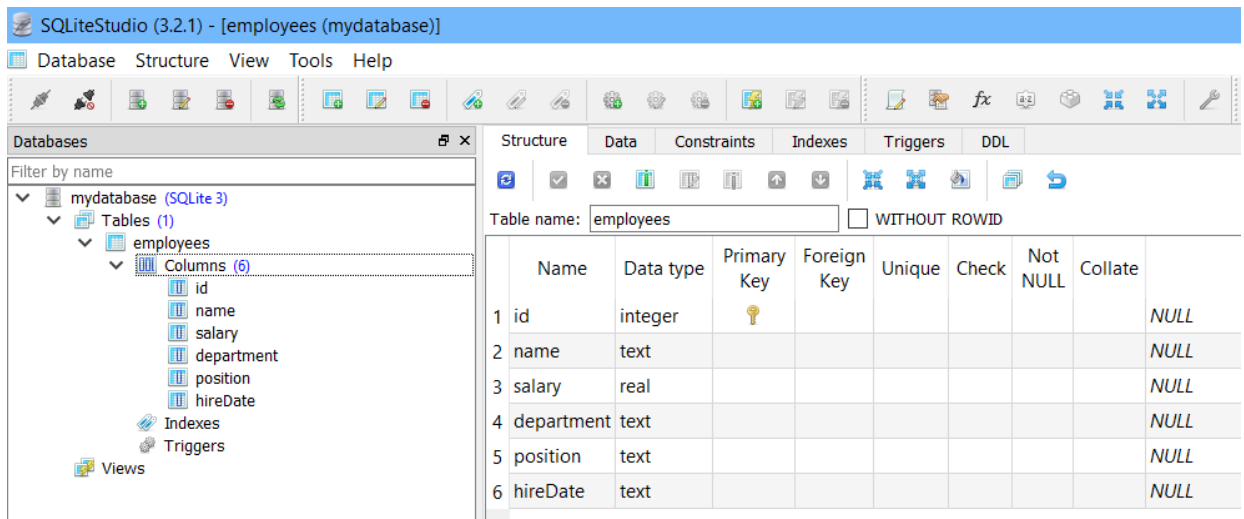 SQLiteStudio (3.2.1) - [employees (mydatabase)]
Database Structure View Tools Help
Databases
Filter by name
mydatabase (SQLite 3)
Tables (1)
employees
Columns (6)
id
name
salary
department
position
hireDate
Indexes
Triggers
Views
Structure Data Constraints Indexes Triggers DDL
Table name: employees WITHOUT ROWID
Name Data type Primary Key Foreign Key Unique Check Not NULL Collate
1 id integer NULL
2 name text NULL
3 salary real NULL
4 department text NULL
5 position text NULL
6 hireDate text NULL